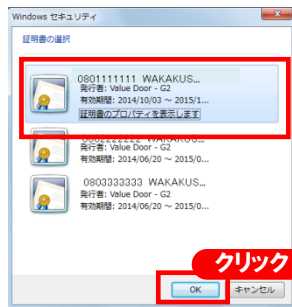 Windows セキュリティ
証明書の選択
0801111111 WAKAKUS...
発行者: Value Door - G2
有効期間: 2014/10/03 ～ 2015/1...
証明書のプロパティを表示します
0802222222 WAKAKUS...
発行者: Value Door - G2
有効期間: 2014/06/20 ～ 2015/0...
0803333333 WAKAKUS...
発行者: Value Door - G2
有効期間: 2014/06/20 ～ 2015/0...
クリック
OK
キャンセル